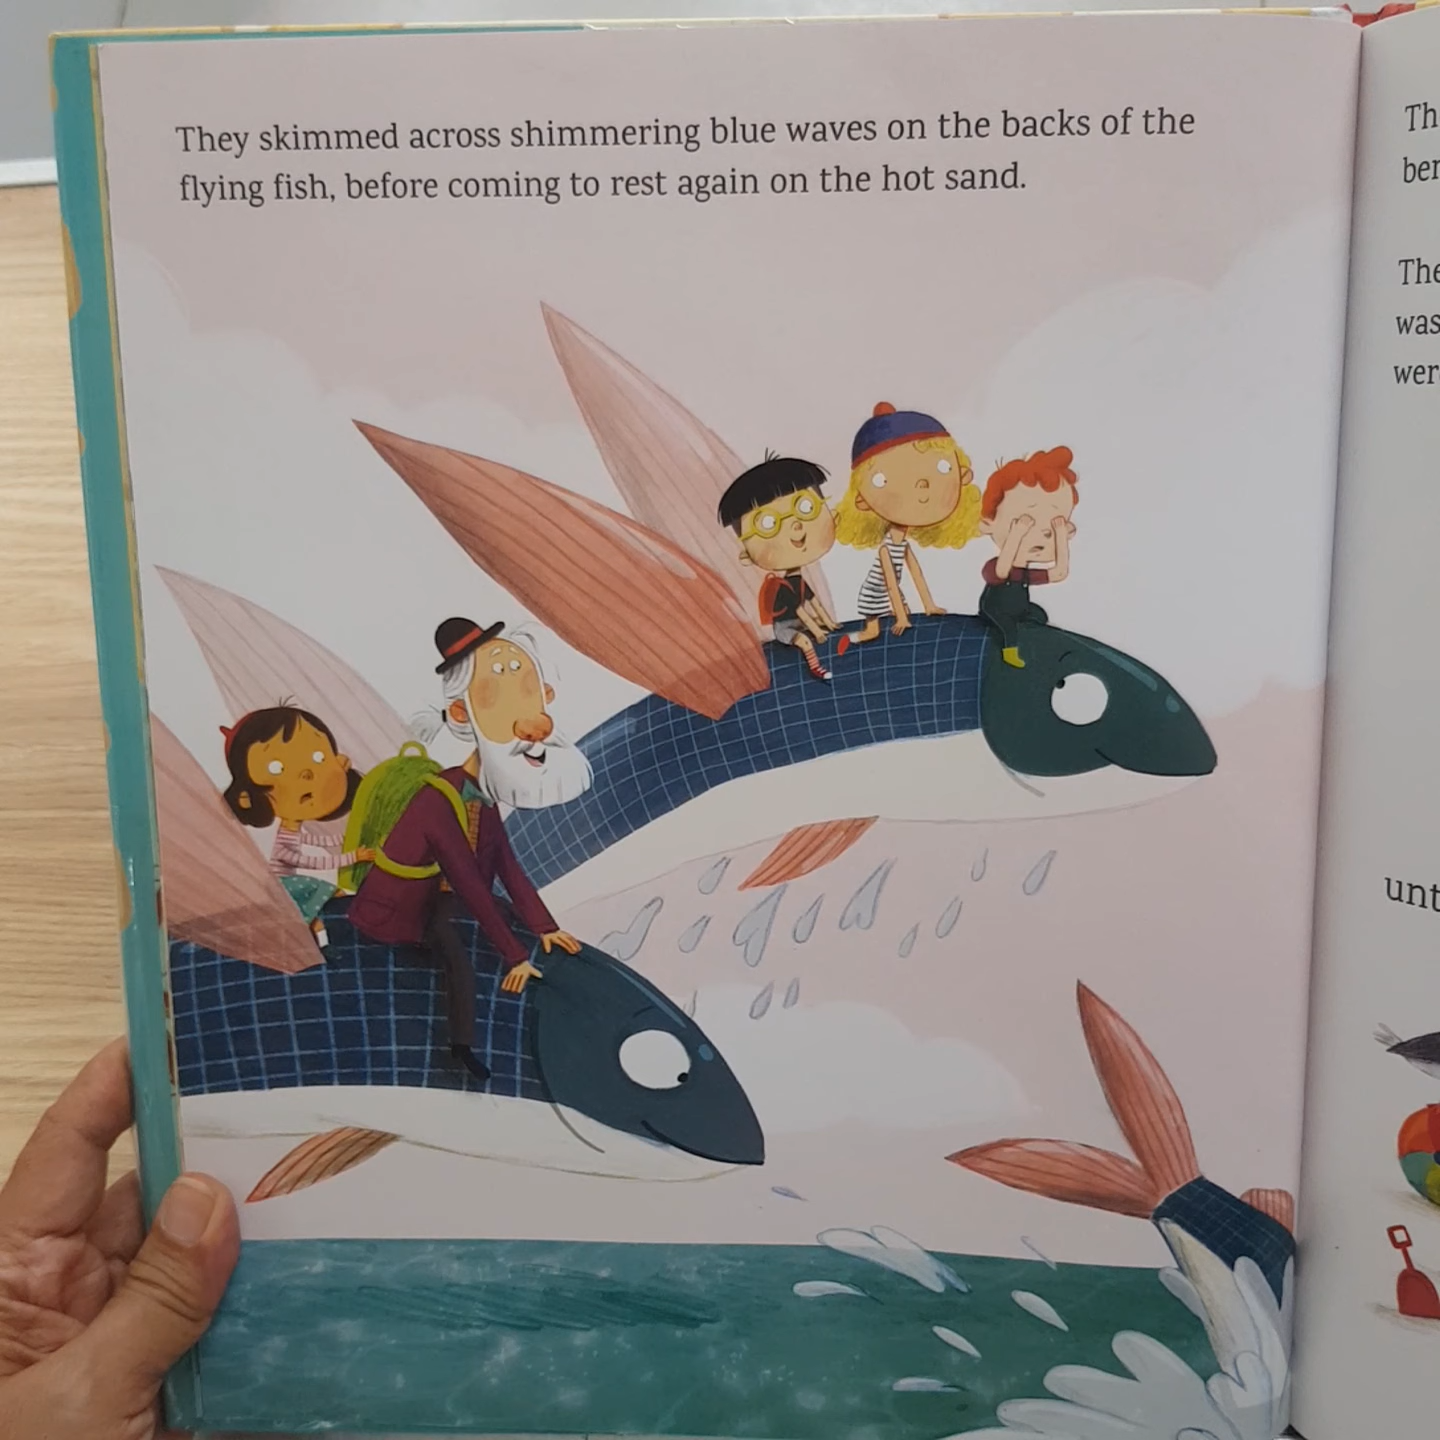 They skimmed across shimmering blue waves on the backs of the
flying fish, before coming to rest again on the hot sand.
was